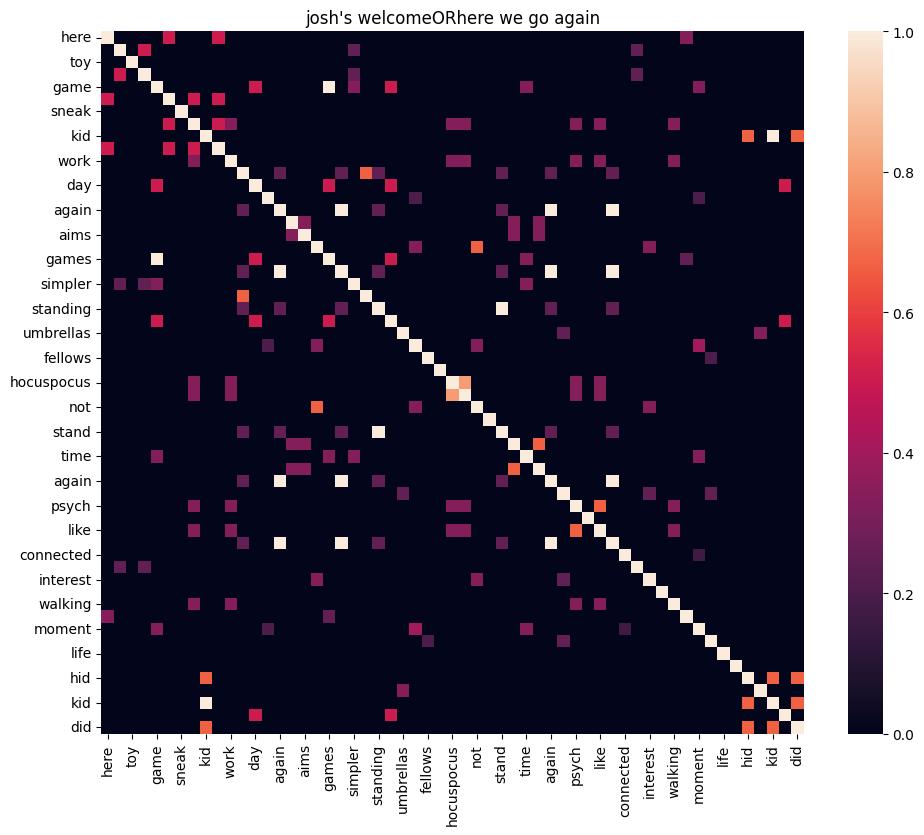 josh's welcomeORhere we go again
here
toy
game
sneak
kid
work
day
again
aims
games
simpler
standing
umbrellas
fellows
hocuspocus
not
stand
time
again
psych
like
connected
interest
walking
moment
life
hid
kid
did
here
toy
game
sneak
kid
work
day
again
aims
games
simpler
standing
umbrellas
fellows
hocuspocus
not
stand
time
again
psych
like
connected
interest
walking
moment
life
hid
kid
did
1.0
0.8
0.6
0.4
0.2
0.0